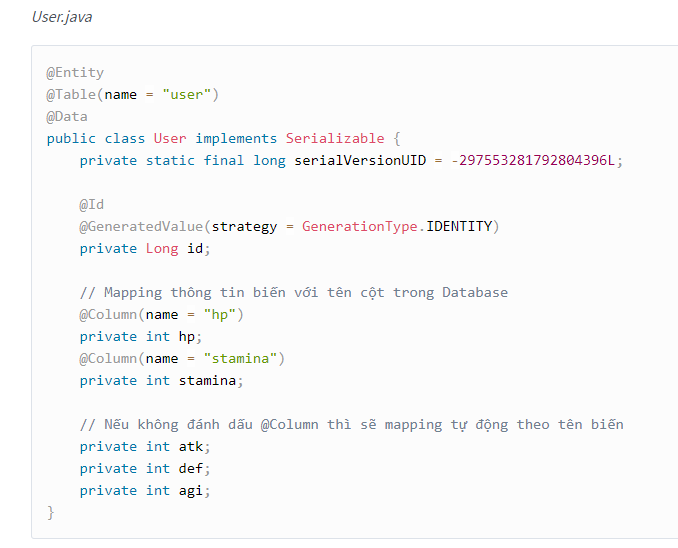 User.java
@Entity
@Table(name = "user")
@Data
public class User implements Serializable {
    private static final long serialVersionUID = -297553281792804396L;
    @Id
    @GeneratedValue(strategy = GenerationType.IDENTITY)
    private Long id;
    // Mapping thông tin biến với tên cột trong Database
    @Column(name = "hp")
    private int hp;
    @Column(name = "stamina")
    private int stamina;
    // Nếu không đánh dấu @Column thì sẽ mapping tự động theo tên biến
    private int atk;
    private int def;
    private int agi;
}